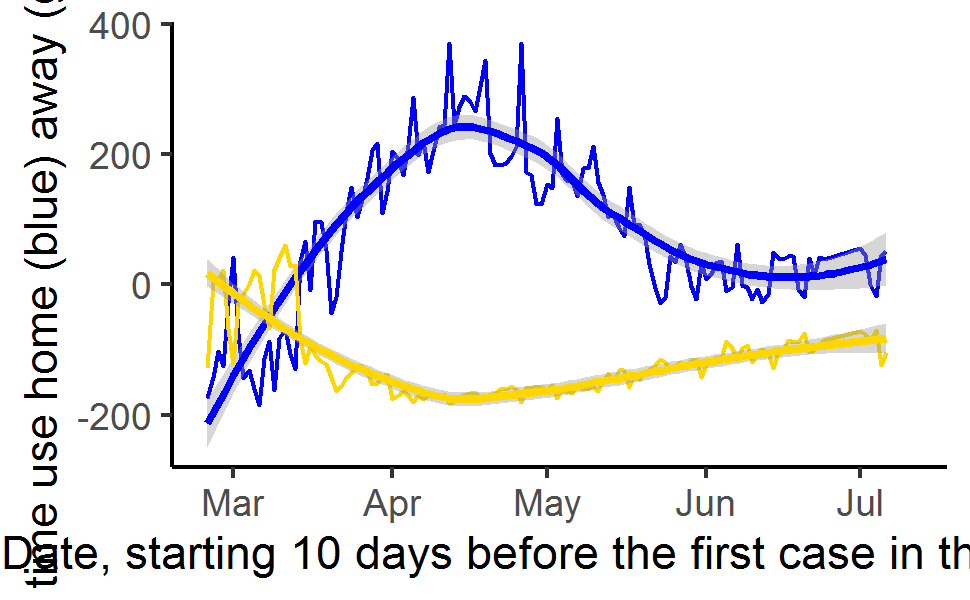 time use home (blue) away (
400
200
0
-200
Mar Apr May Jun Jul
Date, starting 10 days before the first case in th